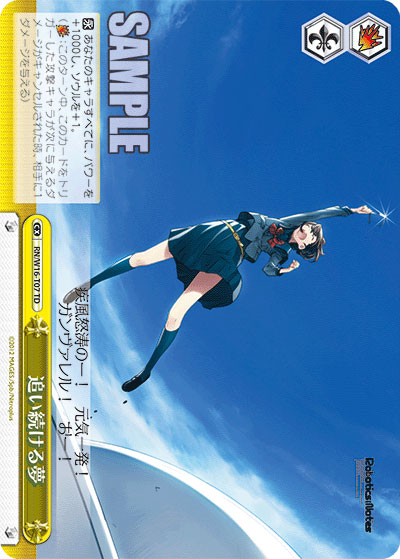 SAMPLE
永 あなたのキャラすべてに、パワーを
+1000し、ソウルを+1。
(:このターン中、このカードをトリ
ガーした攻撃キャラが次に与えるダ
メージがキャンセルされた時、相手に1
ダメージを与える)
疾風怒涛のー! 元気一発!
ガンヴァレル! おー!
Robotics;Notes
CX
RN/W16-T07 TD
追い続ける夢
©2012 MAGES./5pb./Nitroplus